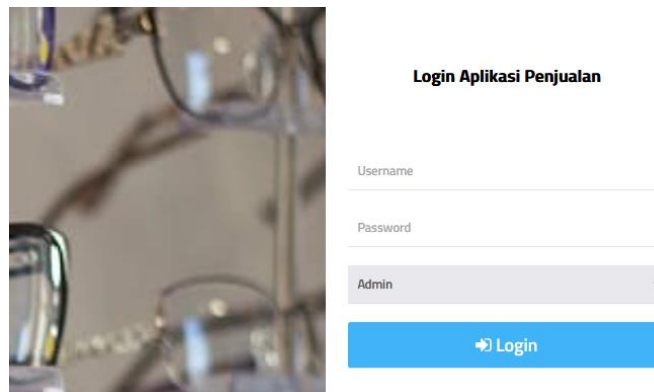 Login Aplikasi Penjualan
Username
Password
Admin
Login